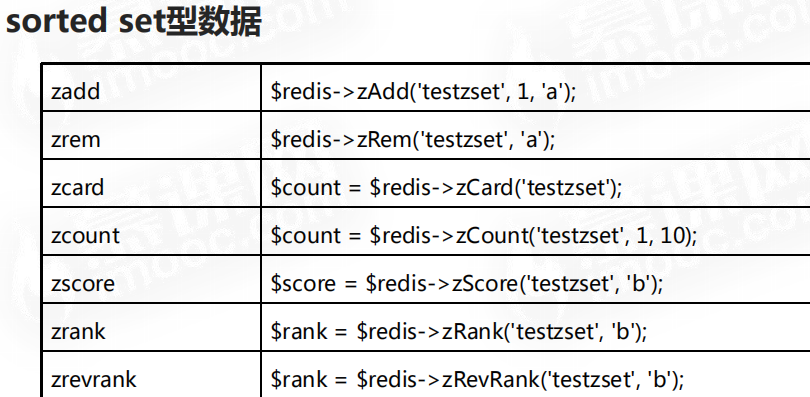 sorted set型数据
zadd $redis->zAdd('testzset', 1, 'a');
zrem $redis->zRem('testzset', 'a');
zcard $count = $redis->zCard('testzset');
zcount $count = $redis->zCount('testzset', 1, 10);
zscore $score = $redis->zScore('testzset', 'b');
zrank $rank = $redis->zRank('testzset', 'b');
zrevrank $rank = $redis->zRevRank('testzset', 'b');